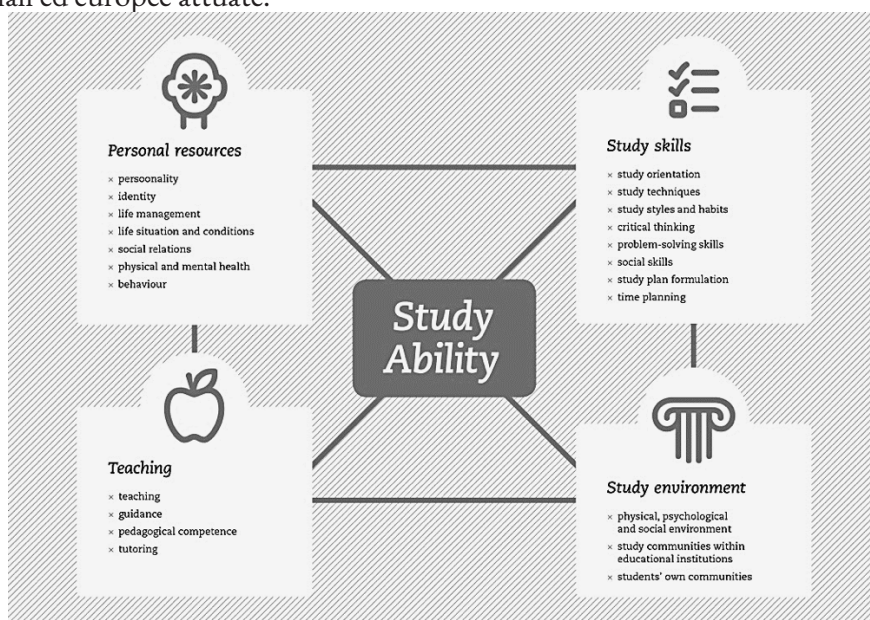 ed europee attuate.
Personal resources
× persoonality
× identity
× life management
× life situation and conditions
× social relations
× physical and mental health
× behaviour
Study skills
× study orientation
× study techniques
× study styles and habits
× critical thinking
× problem-solving skills
× social skills
× study plan formulation
× time planning
Study
Ability
Teaching
× teaching
× guidance
× pedagogical competence
× tutoring
Study environment
× physical, psychological
and social environment
× study communities within
educational institutions
× students' own communities